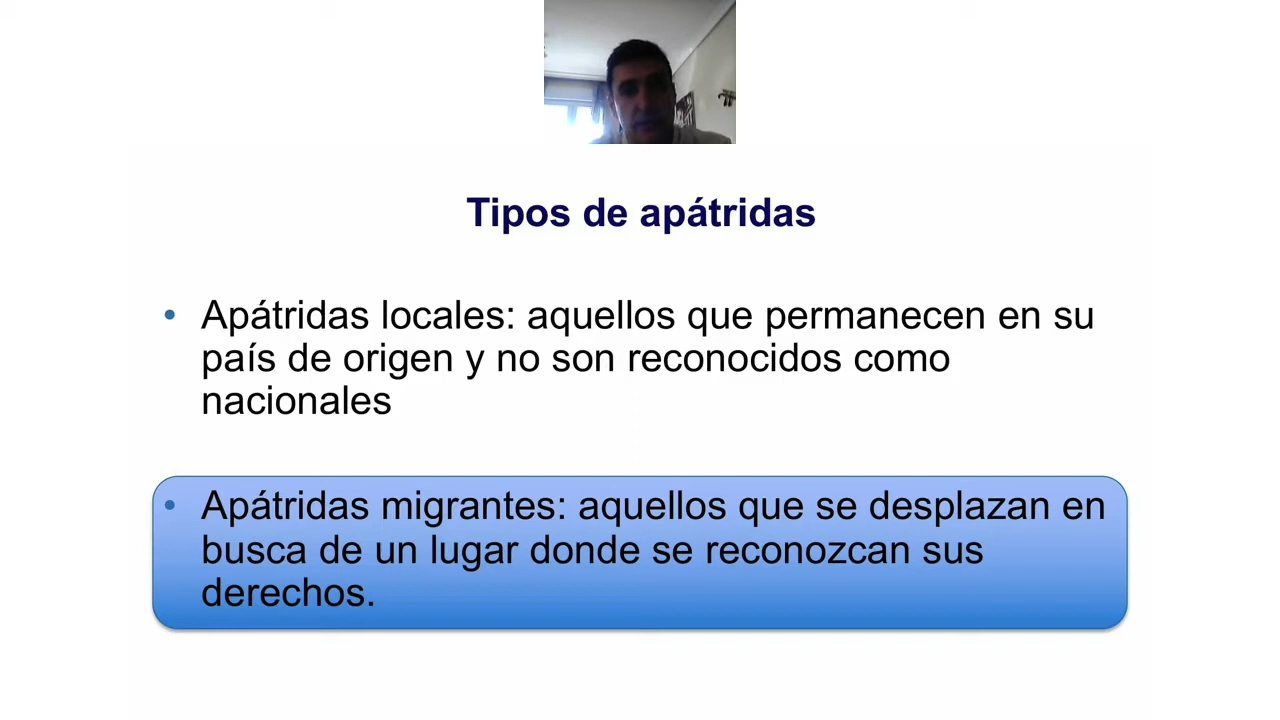 Tipos de apátridas
• Apátridas locales: aquellos que permanecen en su
país de origen y no son reconocidos como
nacionales
• Apátridas migrantes: aquellos que se desplazan en
busca de un lugar donde se reconozcan sus
derechos.